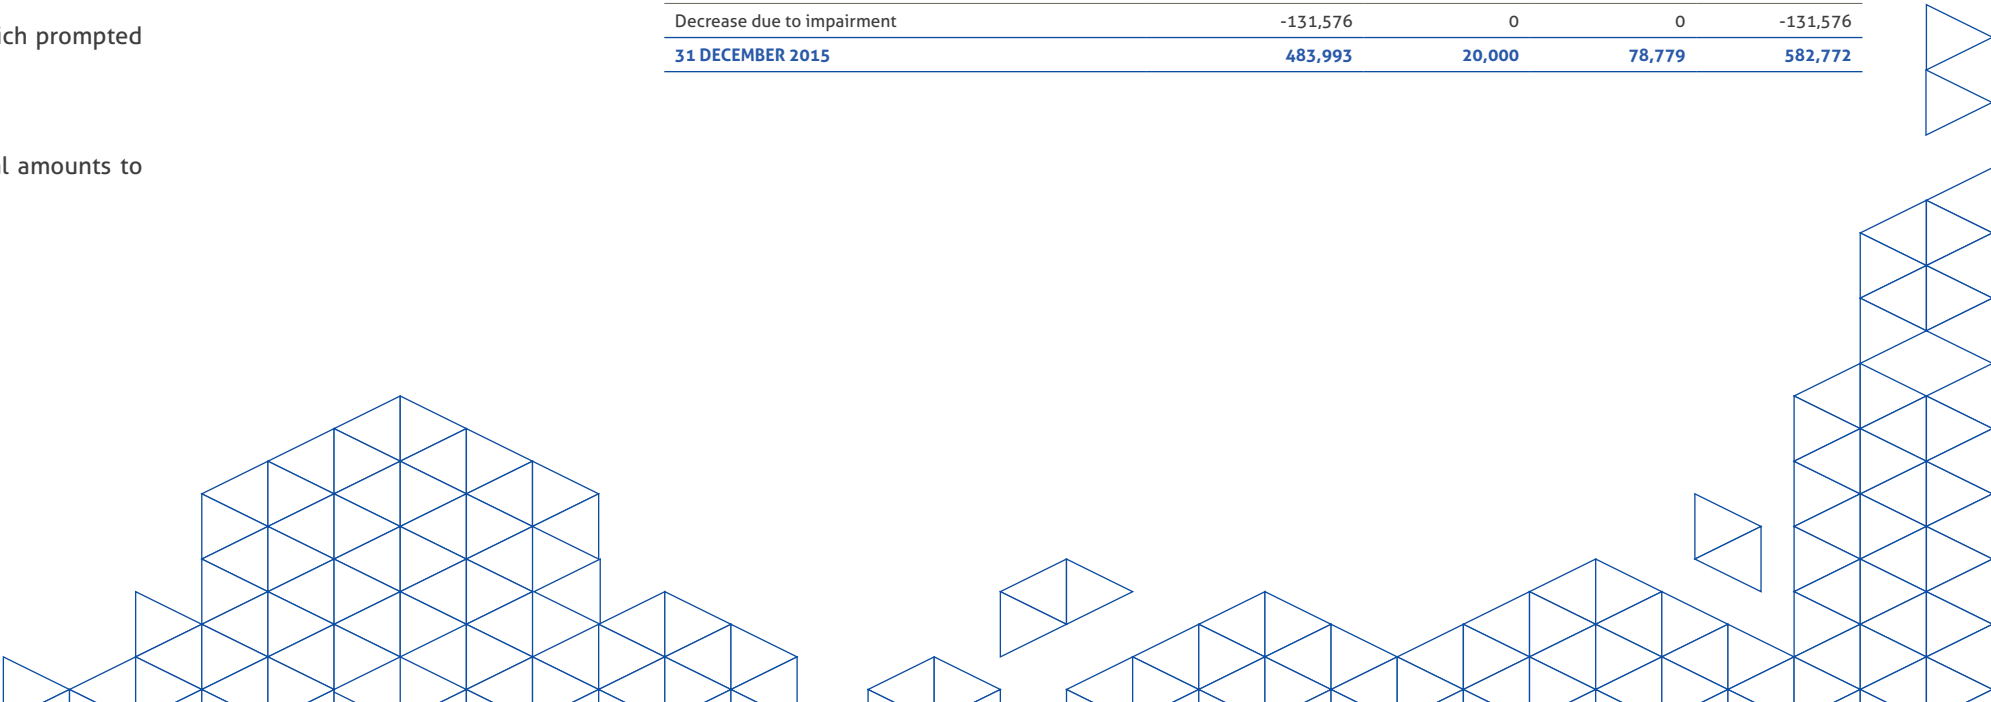 ich prompted
l amounts to
Decrease due to impairment -131,576 0 0 -131,576
31 DECEMBER 2015 483,993 20,000 78,779 582,772